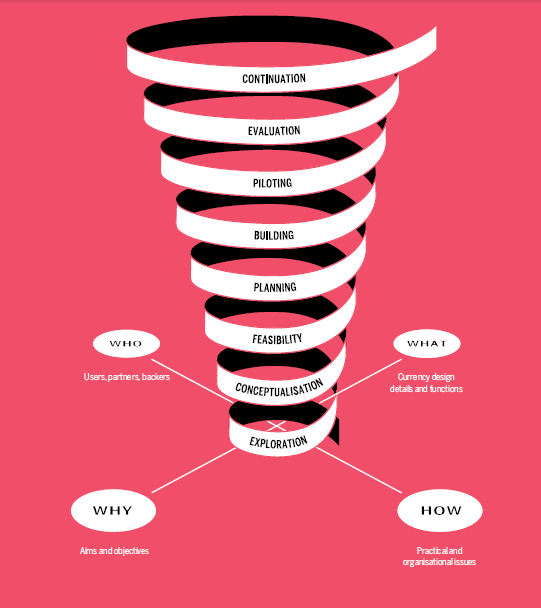 CONTINUATION
EVALUATION
PILOTING
BUILDING
PLANNING
FEASIBILITY
CONCEPTUALISATION
EXPLORATION
WHO
Users, partners, backers
WHAT
Currency design
details and functions
WHY
Aims and objectives
HOW
Practical and
organisational issues